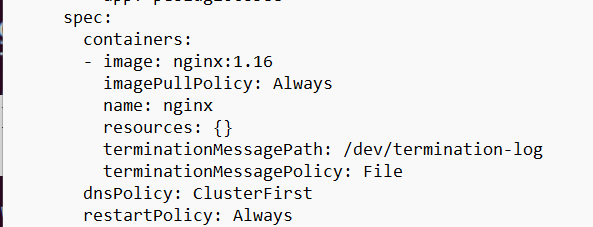 spec:
containers:
- image: nginx:1.16
imagePullPolicy: Always
name: nginx
resources: {}
terminationMessagePath: /dev/termination-log
terminationMessagePolicy: File
dnsPolicy: ClusterFirst
restartPolicy: Always